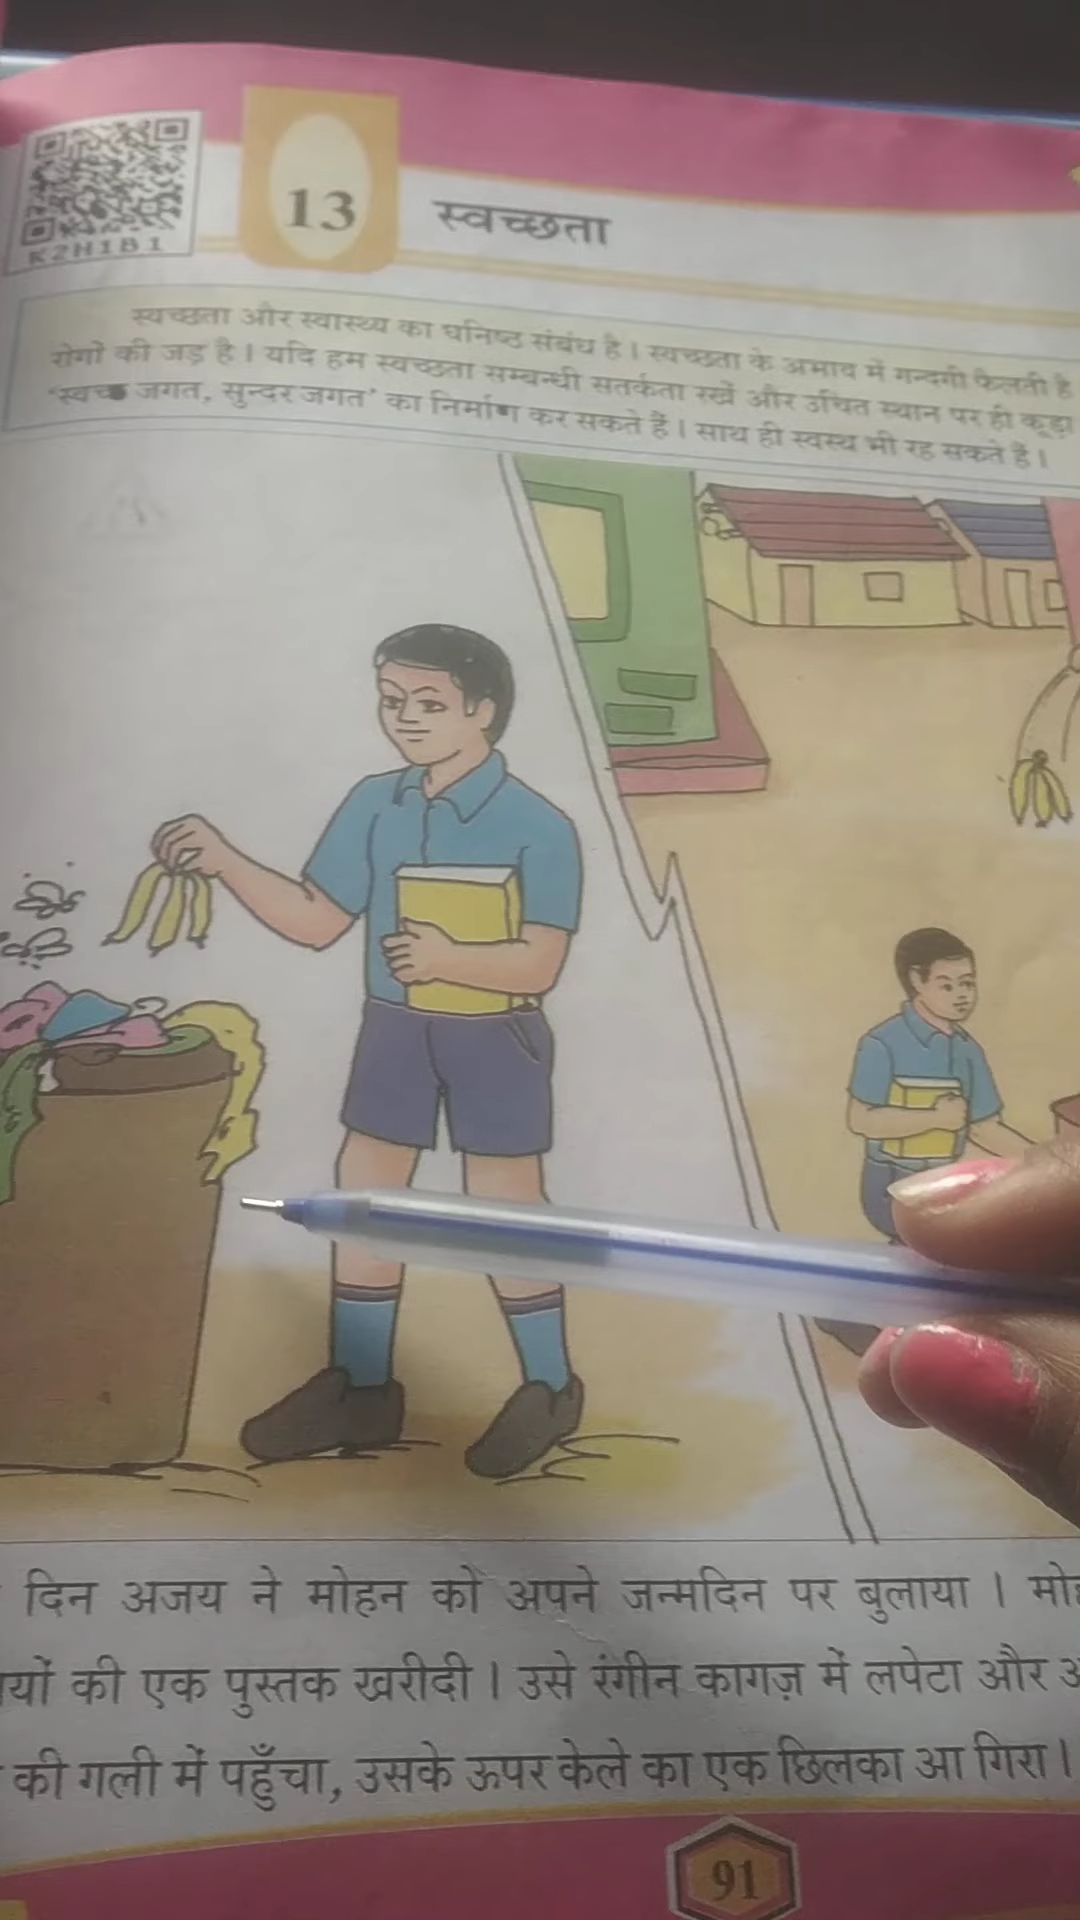 K2H1B1
13
स्वच्छता
स्वच्छता और स्वास्थ्य का घनिष्ठ संबंध है। स्वच्छता के अभाव में गन्दगी फैलती है
रोगों की जड़ है। यदि हम स्वच्छता सम्बन्धी सतर्कता रखें और उचित स्थान पर ही कूड़ा
'स्वच्छ जगत, सुन्दर जगत' का निर्माण कर सकते हैं। साथ ही स्वस्थ भी रह सकते हैं।
दिन अजय ने मोहन को अपने जन्मदिन पर बुलाया ।
की एक पुस्तक खरीदी। उसे रंगीन कागज़ में लपेटा और
की गली में पहुँचा, उसके ऊपर केले का एक छिलका आ गिरा।
91